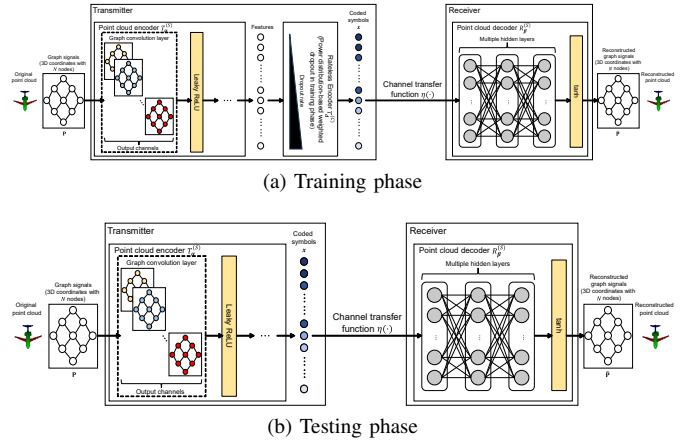 Transmitter
Point cloud encoder T_α^(S)
Graph convolution layer
Graph signals
(3D coordinates with
N nodes)
Original
point cloud
P
Output channels
Leaky ReLU
...
Features
Dropout rate
Rateless Encoder
(Power distribution-based weighted
dropout in training phase)
Coded
symbols
x
Channel transfer
function η(·)
Receiver
Point cloud decoder
Multiple hidden layers
tanh
Reconstructed
graph signals
(3D coordinates with
N nodes)
Reconstructed
point cloud
P̂
(a) Training phase
Transmitter
Point cloud encoder
Graph convolution layer
Graph signals
(3D coordinates with
N nodes)
Original
point cloud
P
Output channels
Leaky ReLU
...
Coded
symbols
x
Channel transfer
function η(·)
Receiver
Point cloud decoder
Multiple hidden layers
tanh
Reconstructed
graph signals
(3D coordinates with
N nodes)
Reconstructed
point cloud
P̂
(b) Testing phase